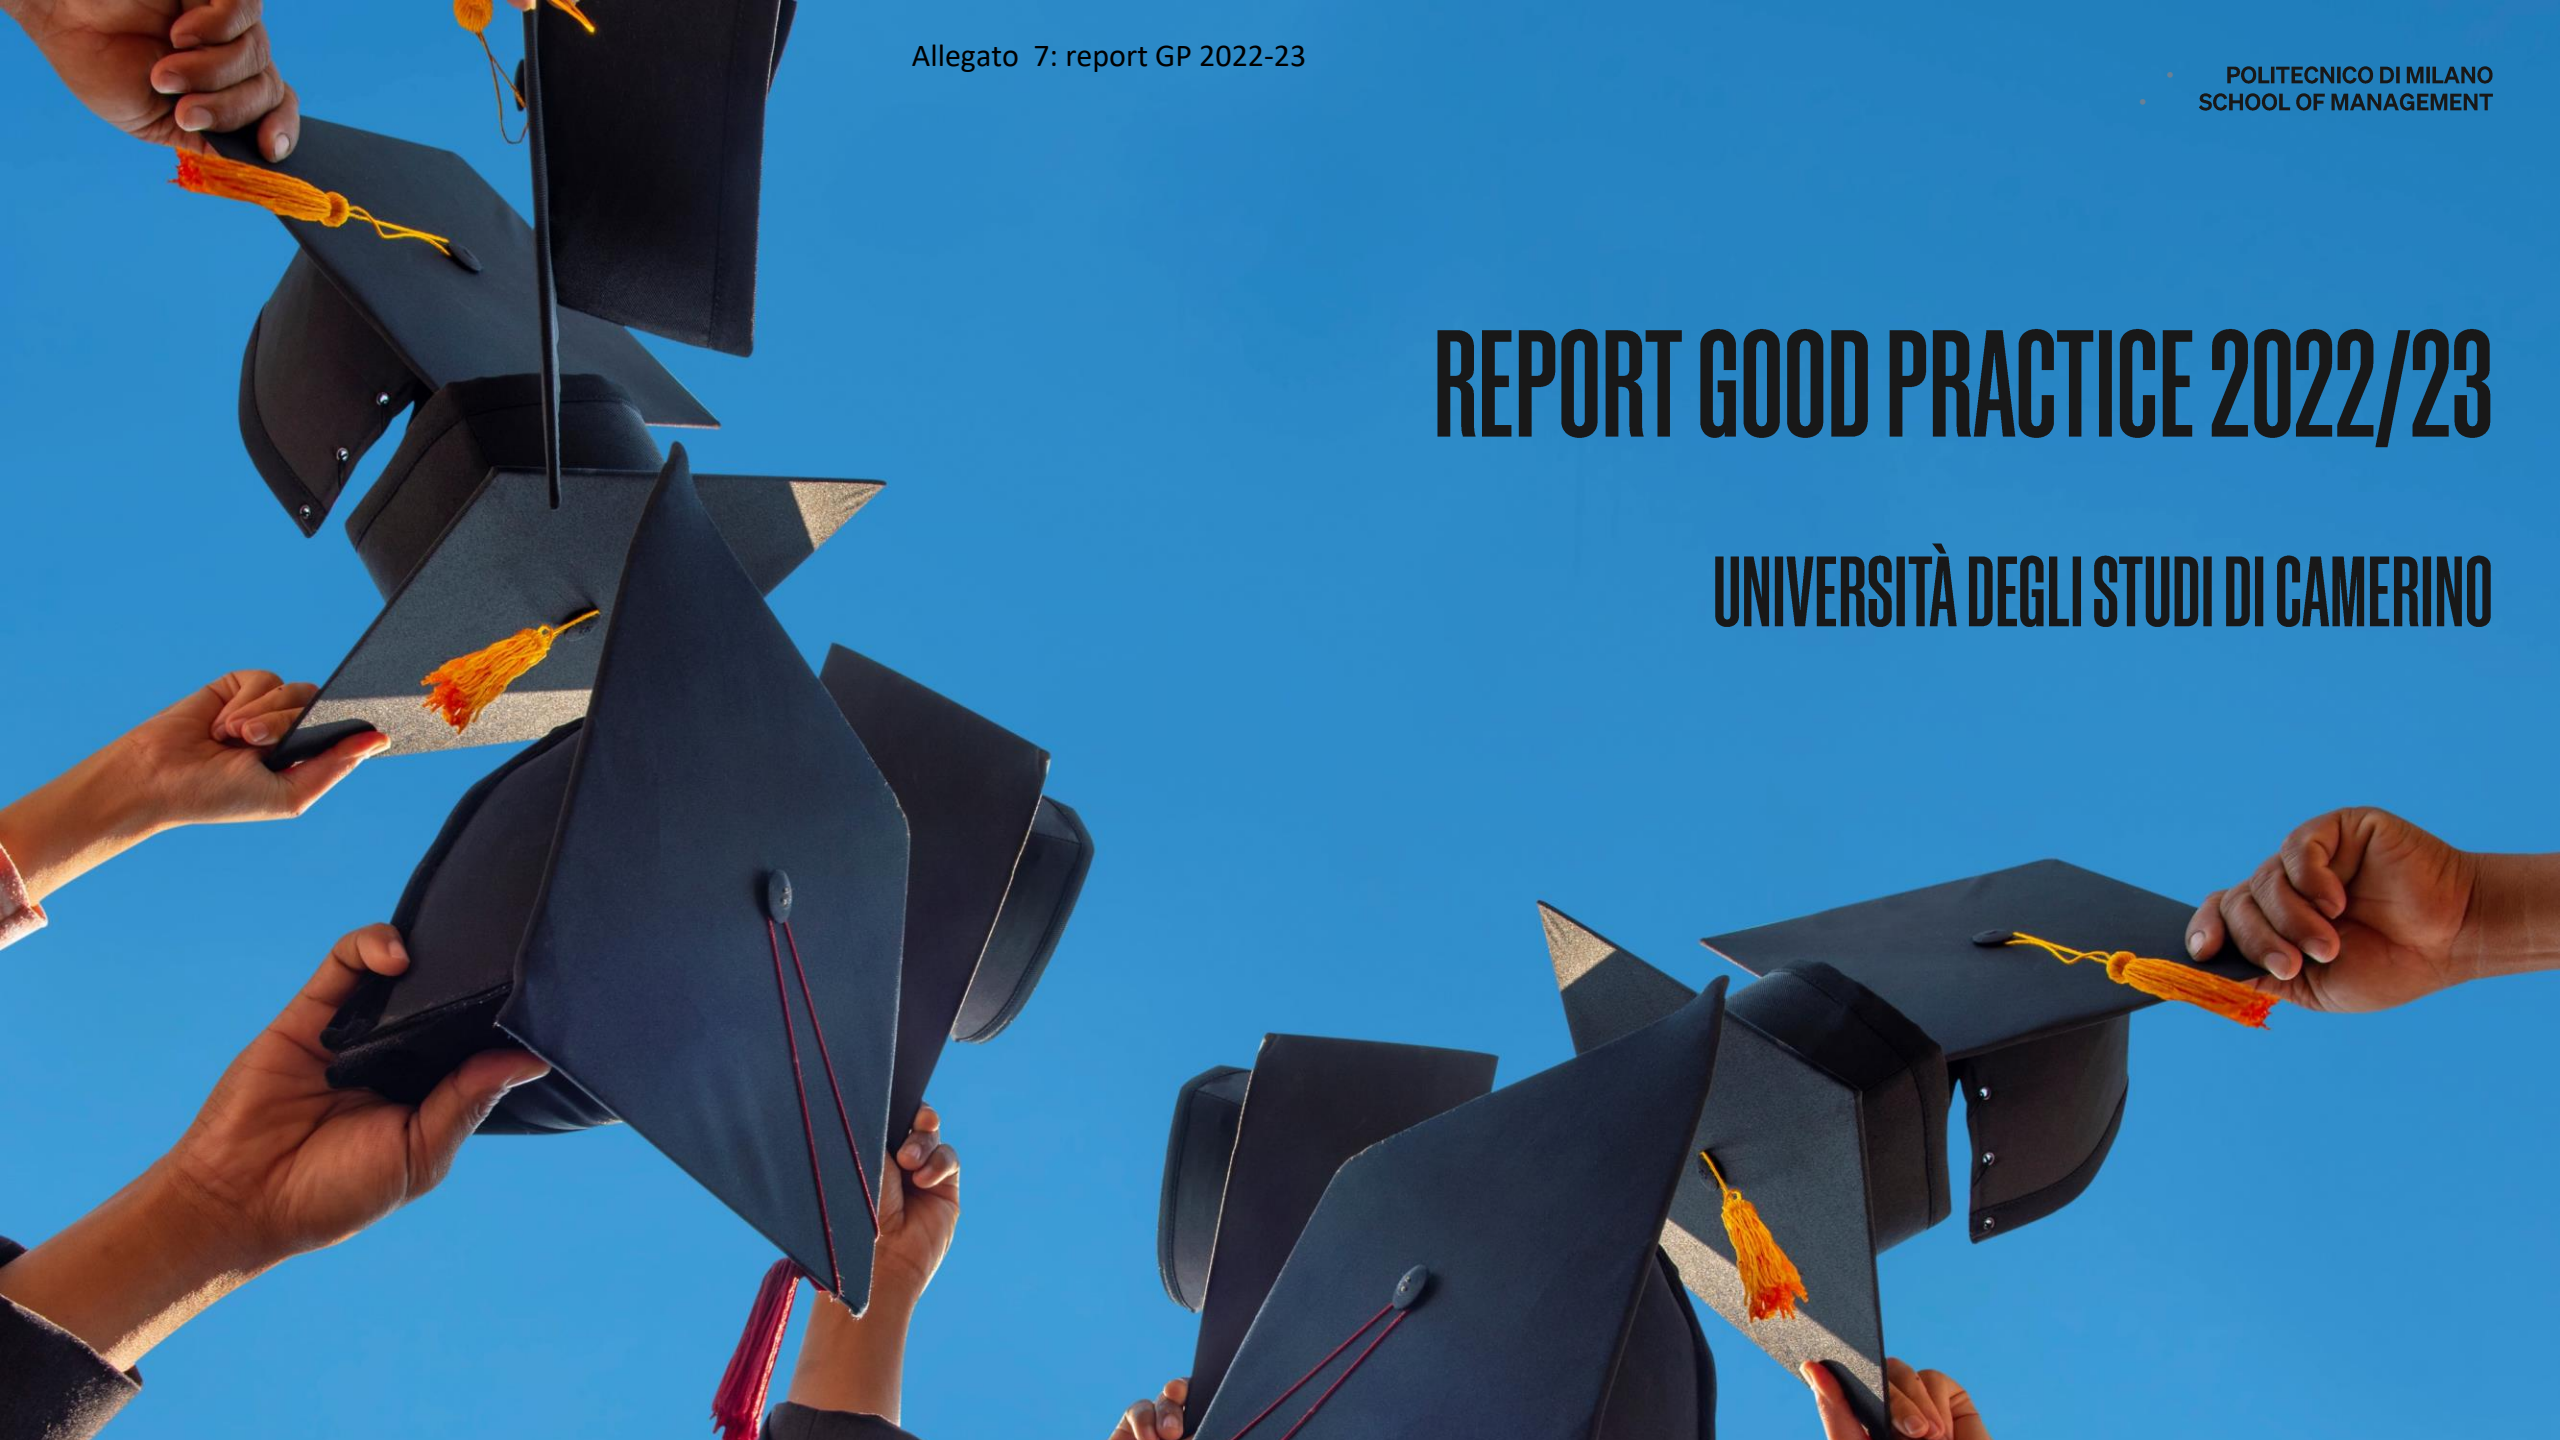 Allegato  7: report GP 2022-23
POLITECNICO DI MILANO
SCHOOL OF MANAGEMENT
REPORT GOOD PRACTICE 2022/23
UNIVERSITÀ DEGLI STUDI DI CAMERINO